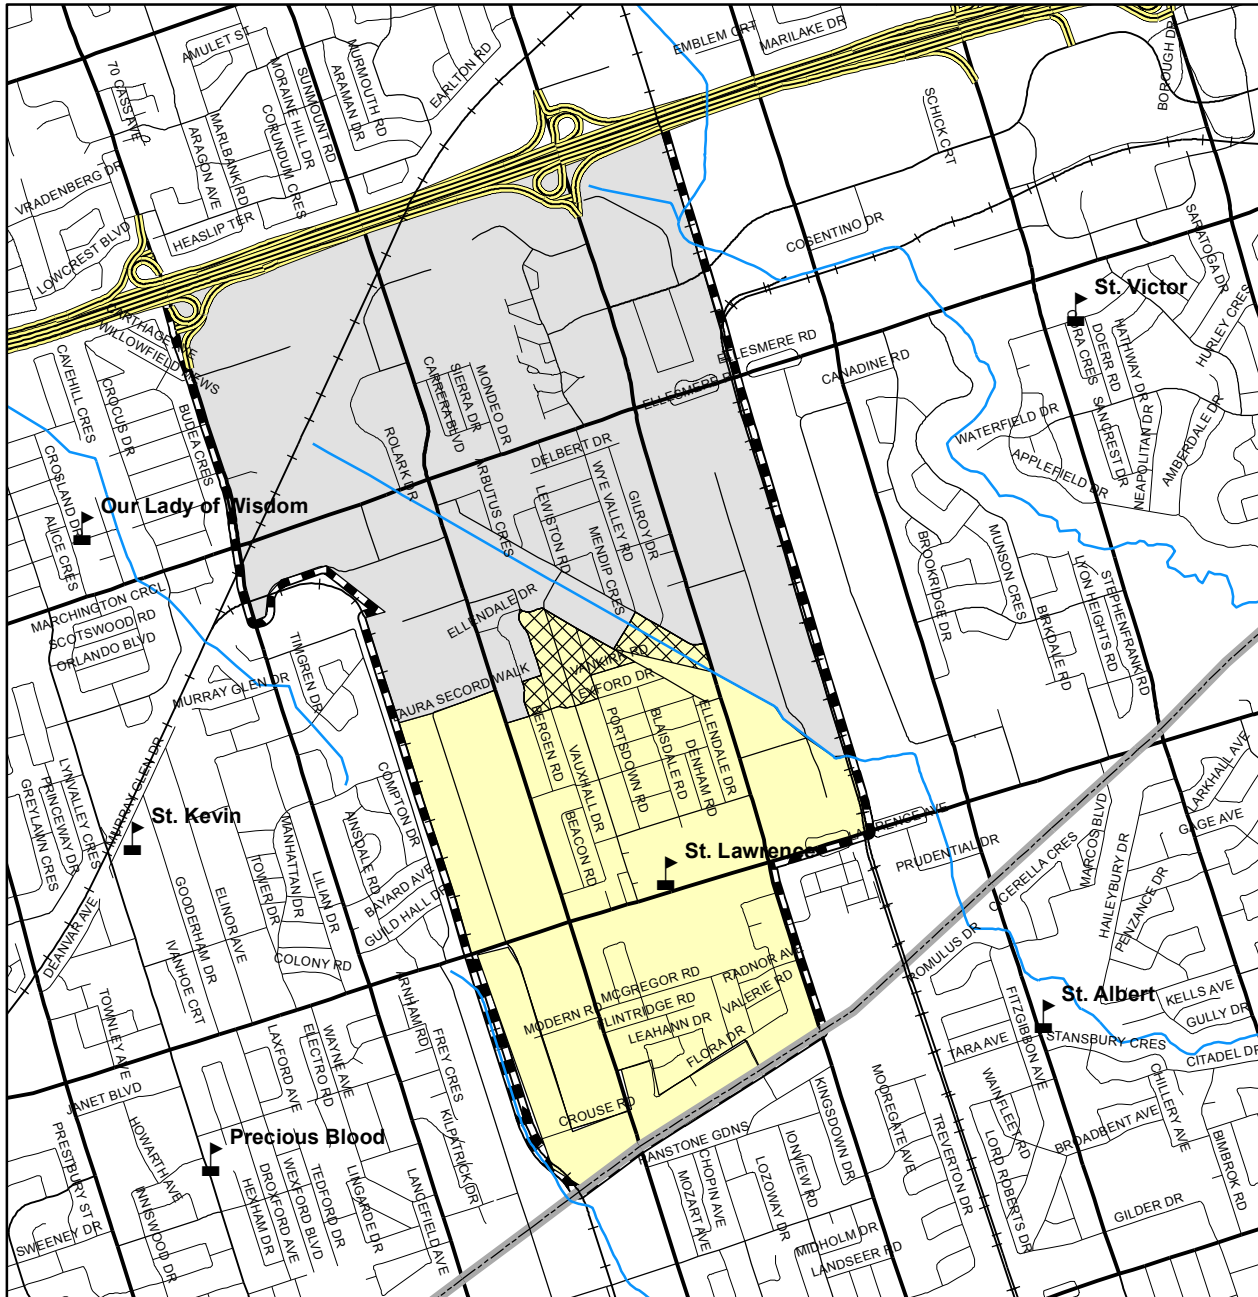 AMULET ST
EMBLEM CRT
MARILAKE DR
BOROUGH DR
70 CASS AVE
MURMOUTH RD
ARAMAN DR
SUNMOUNT RD
MORAINE HILL DR
CORUNDUM CRES
EARLTON RD
MARLBANK RD
ARAGON AVE
SCHICK CRT
VRADENBERG DR
HEASLIP TER
LOWCREST BLVD
COSENTINO DR
SARATOGA DR
St. Victor
HURLEY CRES
WILLOWFIELD
CAVEHILL CRES
CROCUS DR
BUDEA CRES
ELLESMERE RD
CANADINE RD
DOERR RD
HATHWAY DR
SANCREST DR
NEAPOLITAN DR
AMBERDALE DR
MONDEO DR
SIERRA DR
CARRERA BLVD
ROLARK DR
DELBERT DR
WATERFIELD DR
APPLEFIELD DR
CROSLAND DR
ALICE CRES
Our Lady of Wisdom
ARBUTUS CRES
LEWISTON RD
WYE VALLEY RD
MENDIP CRES
GILROY DR
BROOKRIDGE DR
MUNSON CRES
BIRKDALE RD
LYON HEIGHTS RD
STEPHENFRANK RD
MARCHINGTON CRCL
SCOTSWOOD RD
ORLANDO BLVD
ELLENDALE DR
TIMGREN DR
MURRAY GLEN DR
LAURA SECORD WALK
VANKIRK RD
EXFORD DR
BERGEN RD
VAUXHALL DR
PORTSDOWN RD
BLAISDALE RD
DENHAM RD
ELLENDALE DR
MURRAY GLEN DR
LYNVALLEY CRES
PRINCEWAY DR
GREYLAWN CRES
St. Kevin
COMPTON DR
AINSDALE RD
BAYARD AVE
GUILD HALL DR
MANHATTAN DR
TOWER DR
LILIAN DR
COLONY RD
BEACON RD
St. Lawrence
LAWRENCE AVE
PRUDENTIAL DR
CICERELLA CRES
MARCOS BLVD
HAILEYBURY DR
PENZANCE DR
LARKHALL AVE
GAGE AVE
DEANVAR AVE
GOODERHAM DR
ELINOR AVE
IVANHOE CRT
ARNHAM RD
MODERN RD
MCGREGOR RD
FLINTRIDGE RD
LEAHANN DR
RADNOR AVE
VALERIE RD
FLORA DR
ROMULUS DR
St. Albert
KELLS AVE
GULLY DR
CITADEL DR
STANSBURY CRES
FITZGIBBON AVE
TARA AVE
TOWNLEY AVE
JANET BLVD
LAXFORD AVE
ELECTRO RD
WAYNE AVE
FREY CRES
KILPATRICK DR
CROUSE RD
KINGSDOWN DR
MOOREGATE AVE
TREVERTON DR
WAINFLEET RD
LORD ROBERTS DR
BROADBENT AVE
CHILLERY AVE
BIMBROK RD
GILDER DR
PRESTBURY ST
SWEENEY DR
HOWARTH AVE
INNISWOOD DR
Precious Blood
HEXHAM DR
DROXFORD AVE
WEXFORD BLVD
TEDFORD DR
LINGARDE DR
LANCEFIELD AVE
PANSTONE GDNS
MOZART AVE
CHOPIN AVE
LOZOWAY DR
IONVIEW RD
MIDHOLM DR
LANDSEER RD